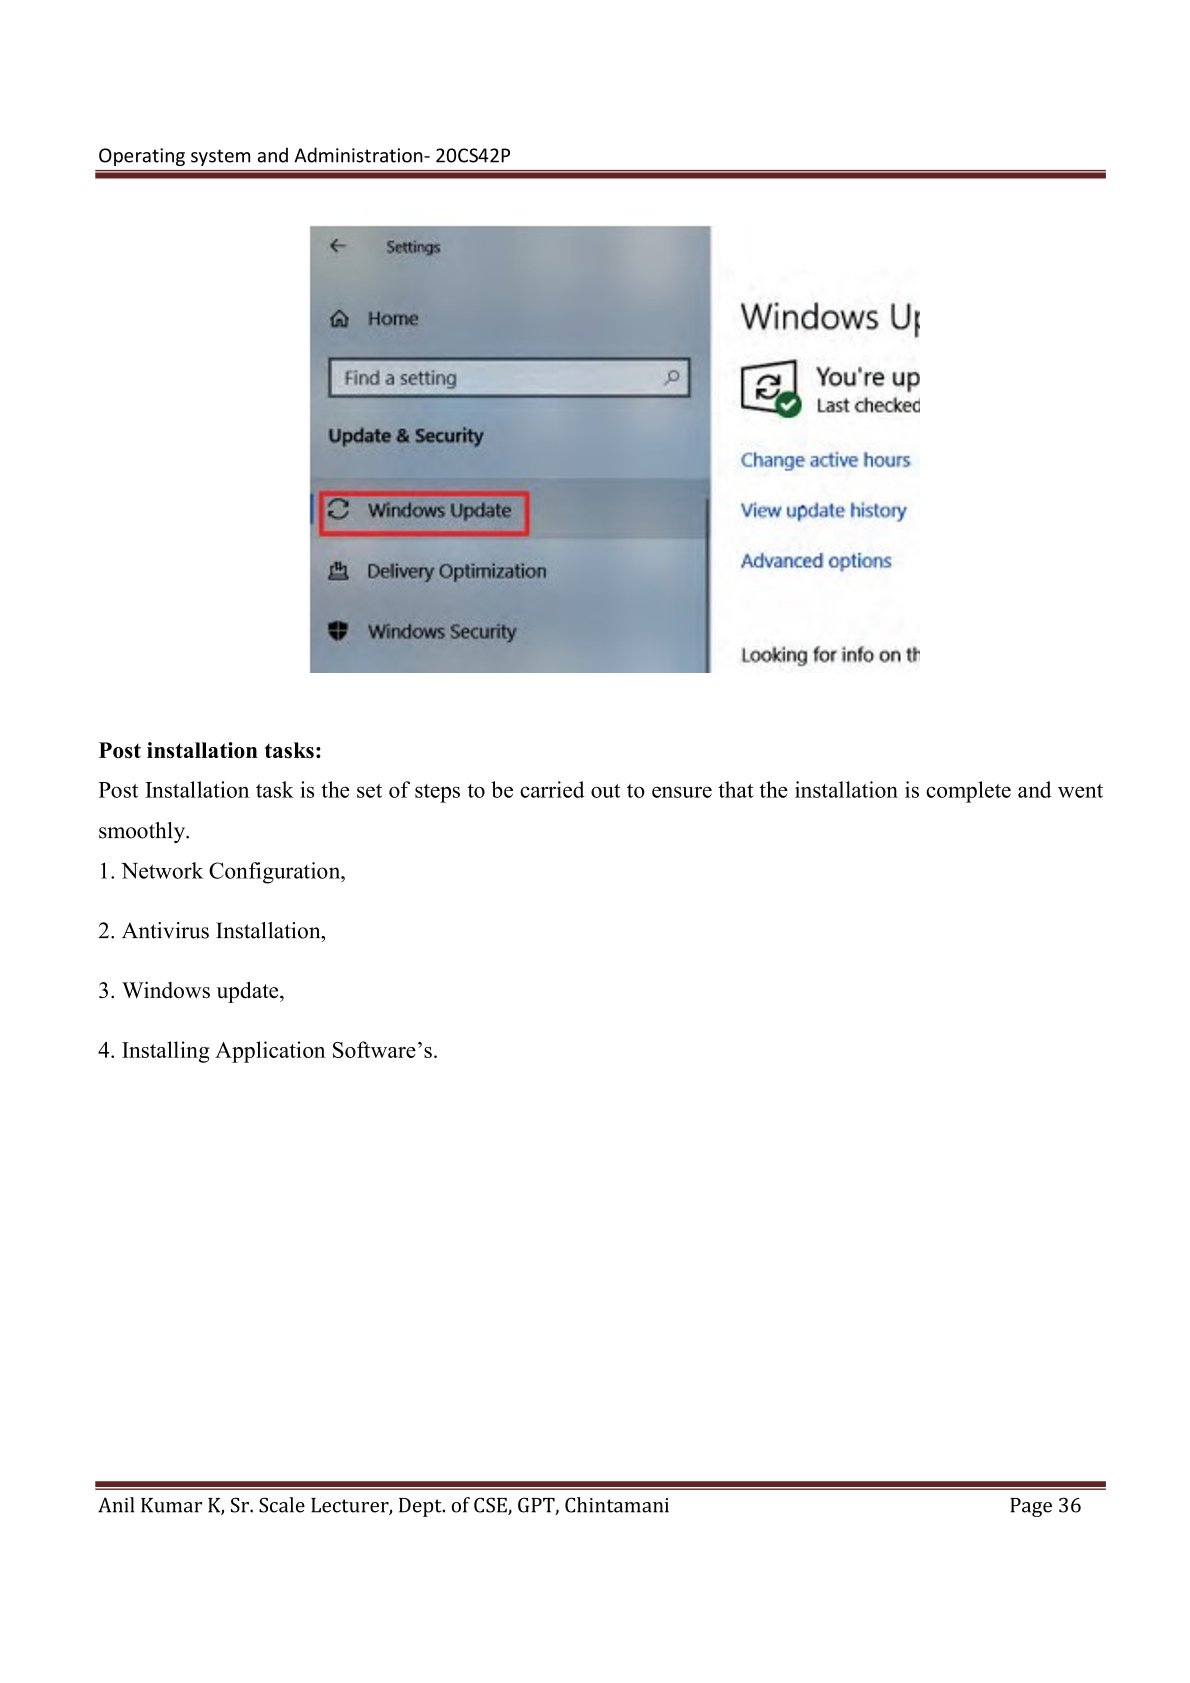 Operating system and Administration- 20CS42P
Settings
Home
Find a setting
Update & Security
Windows Update
Delivery Optimization
Windows Security
Windows Up
You're up
Last checked
Change active hours
View update history
Advanced options
Looking for info on th
Post installation tasks:
Post Installation task is the set of steps to be carried out to ensure that the installation is complete and went
smoothly.
1. Network Configuration,
2. Antivirus Installation,
3. Windows update,
4. Installing Application Software’s.
Anil Kumar K, Sr. Scale Lecturer, Dept. of CSE, GPT, Chintamani Page 36